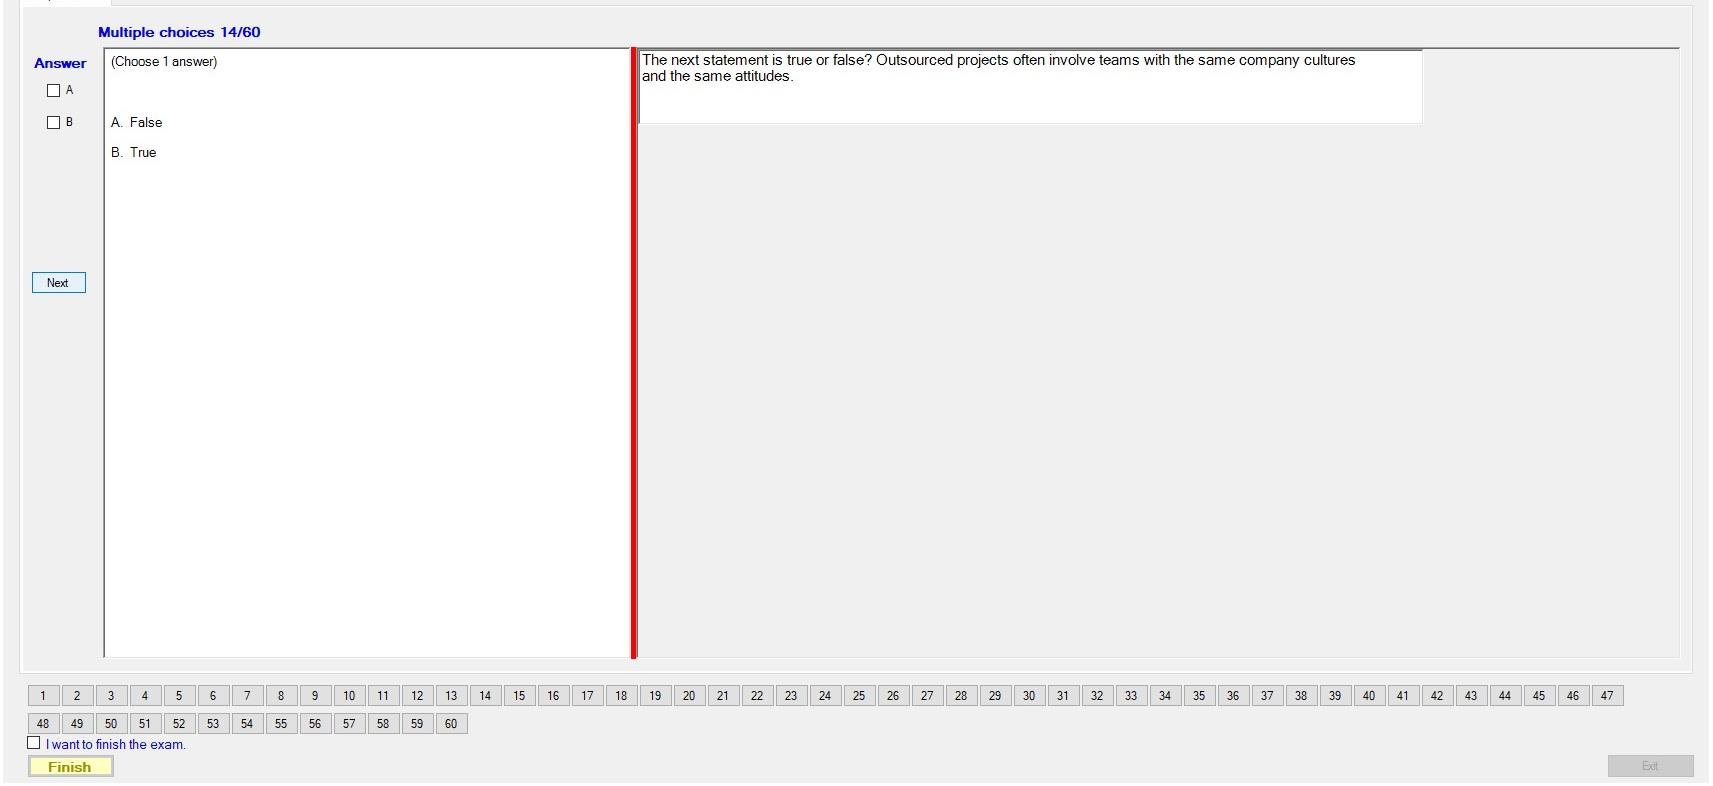 Multiple choices 14/60
Answer
(Choose 1 answer)
The next statement is true or false? Outsourced projects often involve teams with the same company cultures
and the same attitudes.
A
B
A. False
B. True
Next
1 2 3 4 5 6 7 8 9 10 11 12 13 14 15 16 17 18 19 20 21 22 23 24 25 26 27 28 29 30 31 32 33 34 35 36 37 38 39 40 41 42 43 44 45 46 47
48 49 50 51 52 53 54 55 56 57 58 59 60
I want to finish the exam.
Finish
Exit